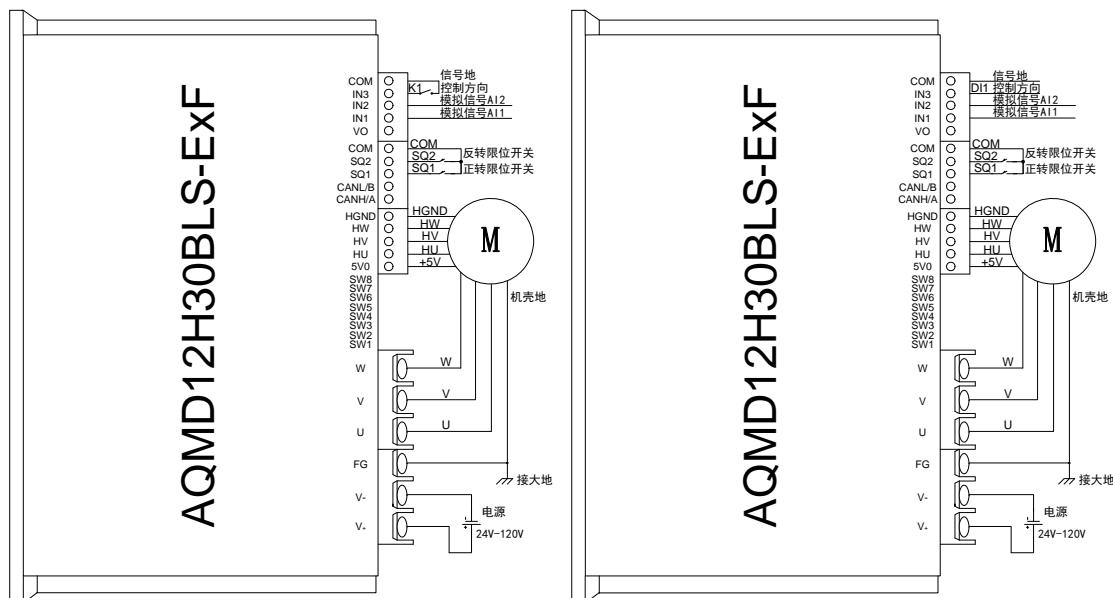 AQMD12H30BLS-ExF
COM
IN3
IN2
IN1
VO
COM
SQ2
SQ1
CANL/B
CANH/A
HGND
HW
HV
HU
5V0
SW8
SW7
SW6
SW5
SW4
SW3
SW2
SW1
W
V
U
FG
V-
V+
信号地
K1 控制方向
模拟信号AI2
模拟信号AI1
COM
SQ2 反转限位开关
SQ1 正转限位开关
HGND
HW
HV
HU
+5V
M
机壳地
W
V
U
接大地
电源
24V-120V
AQMD12H30BLS-ExF
COM
IN3
IN2
IN1
VO
COM
SQ2
SQ1
CANL/B
CANH/A
HGND
HW
HV
HU
5V0
SW8
SW7
SW6
SW5
SW4
SW3
SW2
SW1
W
V
U
FG
V-
V+
信号地
DI1 控制方向
模拟信号AI2
模拟信号AI1
COM
SQ2 反转限位开关
SQ1 正转限位开关
HGND
HW
HV
HU
+5V
M
机壳地
W
V
U
接大地
电源
24V-120V